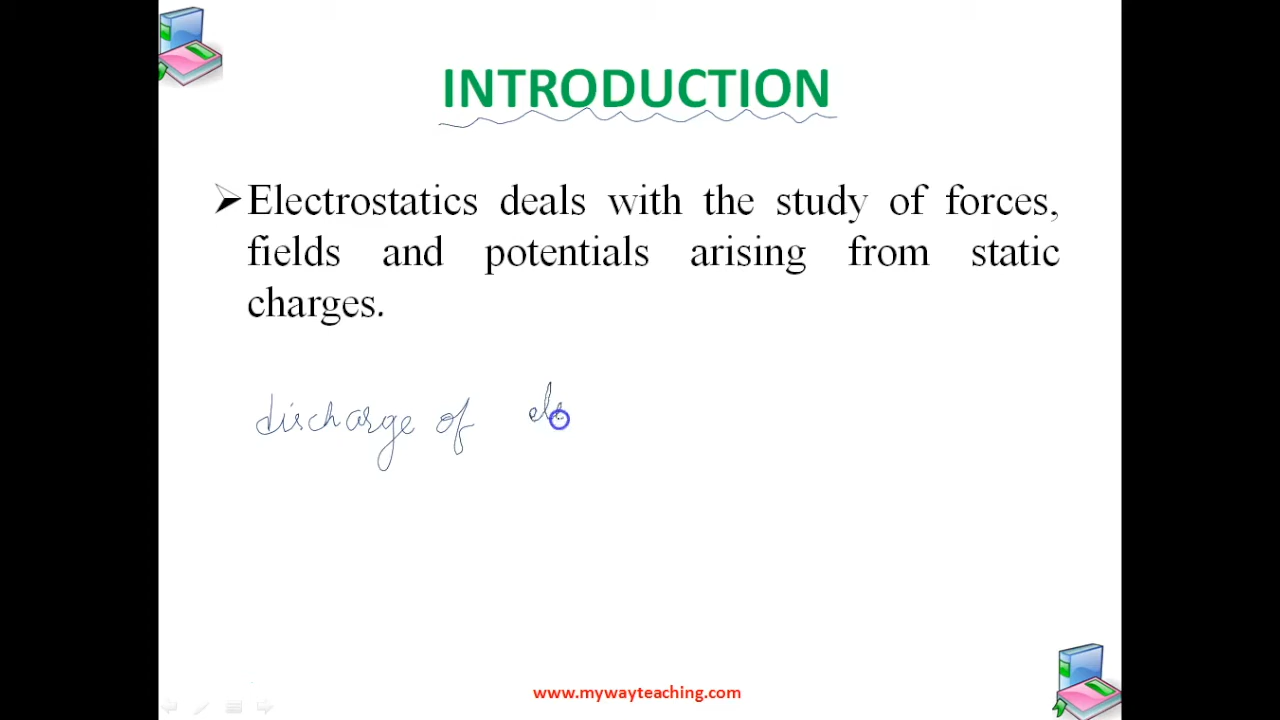 INTRODUCTION
➢Electrostatics deals with the study of forces,
fields and potentials arising from static
charges.
discharge of
www.mywayteaching.com